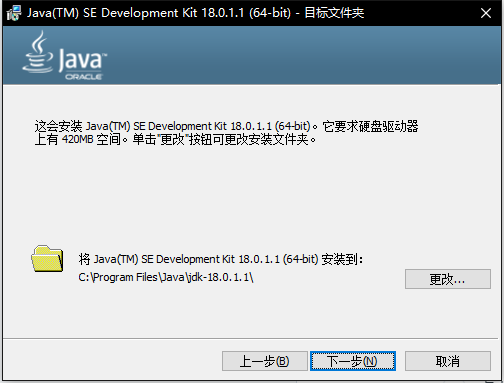 Java(TM) SE Development Kit 18.0.1.1 (64-bit) - 目标文件夹
Java
ORACLE
这会安装 Java(TM) SE Development Kit 18.0.1.1 (64-bit)。它要求硬盘驱动器
上有 420MB 空间。单击"更改"按钮可更改安装文件夹。
将 Java(TM) SE Development Kit 18.0.1.1 (64-bit) 安装到:
C:\Program Files\Java\jdk-18.0.1.1\
更改...
上一步(B)
下一步(N)
取消